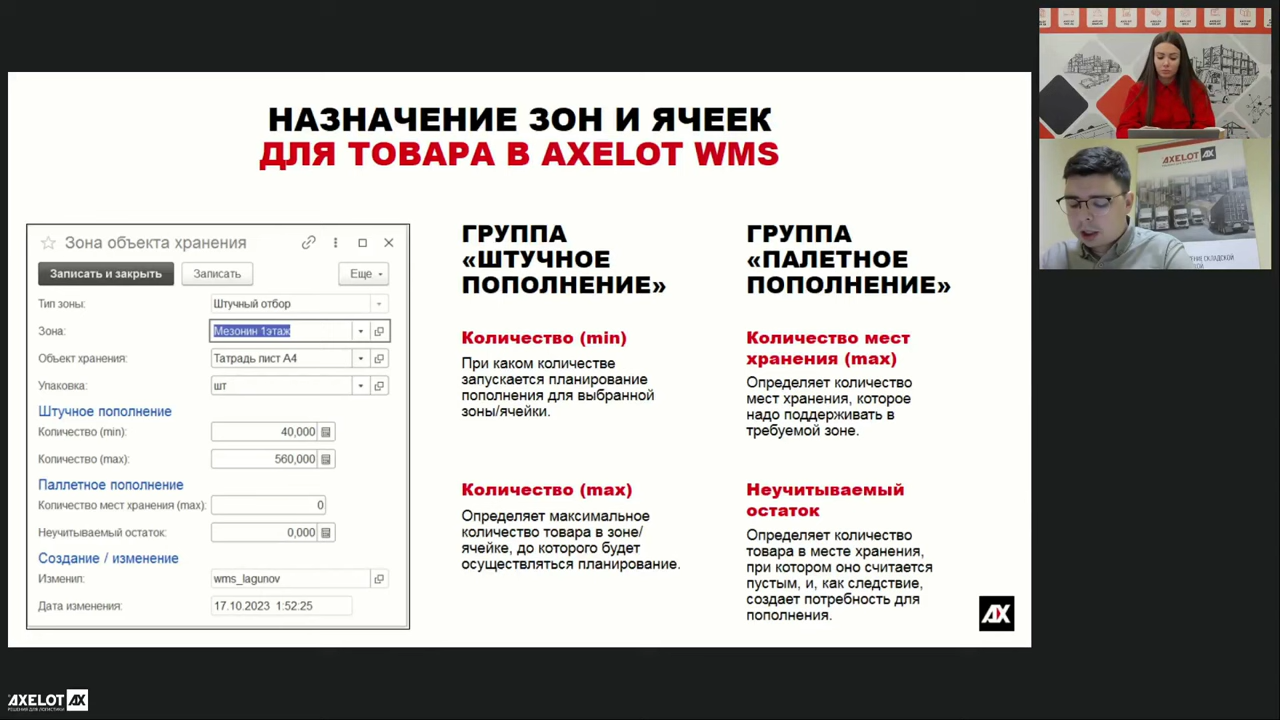 НАЗНАЧЕНИЕ ЗОН И ЯЧЕЕК
ДЛЯ ТОВАРА В AXELOT WMS
Зона объекта хранения
Записать и закрыть
Записать
Еще
Тип зоны:
Штучный отбор
Зона:
Мезонин 1этаж
Объект хранения:
Татрадь лист А4
Упаковка:
шт
Штучное пополнение
Количество (min):
40,000
Количество (max):
560,000
Паллетное пополнение
Количество мест хранения (max):
0
Неучитываемый остаток:
0,000
Создание / изменение
Изменил:
wms_lagunov
Дата изменения:
17.10.2023 1:52:25
ГРУППА
«ШТУЧНОЕ
ПОПОЛНЕНИЕ»
Количество (min)
При каком количестве
запускается планирование
пополнения для выбранной
зоны/ячейки.
Количество (max)
Определяет максимальное
количество товара в зоне/
ячейке, до которого будет
осуществляться планирование.
ГРУППА
«ПАЛЕТНОЕ
ПОПОЛНЕНИЕ»
Количество мест
хранения (max)
Определяет количество
мест хранения, которое
надо поддерживать в
требуемой зоне.
Неучитываемый
остаток
Определяет количество
товара в месте хранения,
при котором оно считается
пустым, и, как следствие,
создает потребность для
пополнения.
AX
AXELOT AX
AXELOT AX
РЕШЕНИЯ ДЛЯ ЛОГИСТИКИ